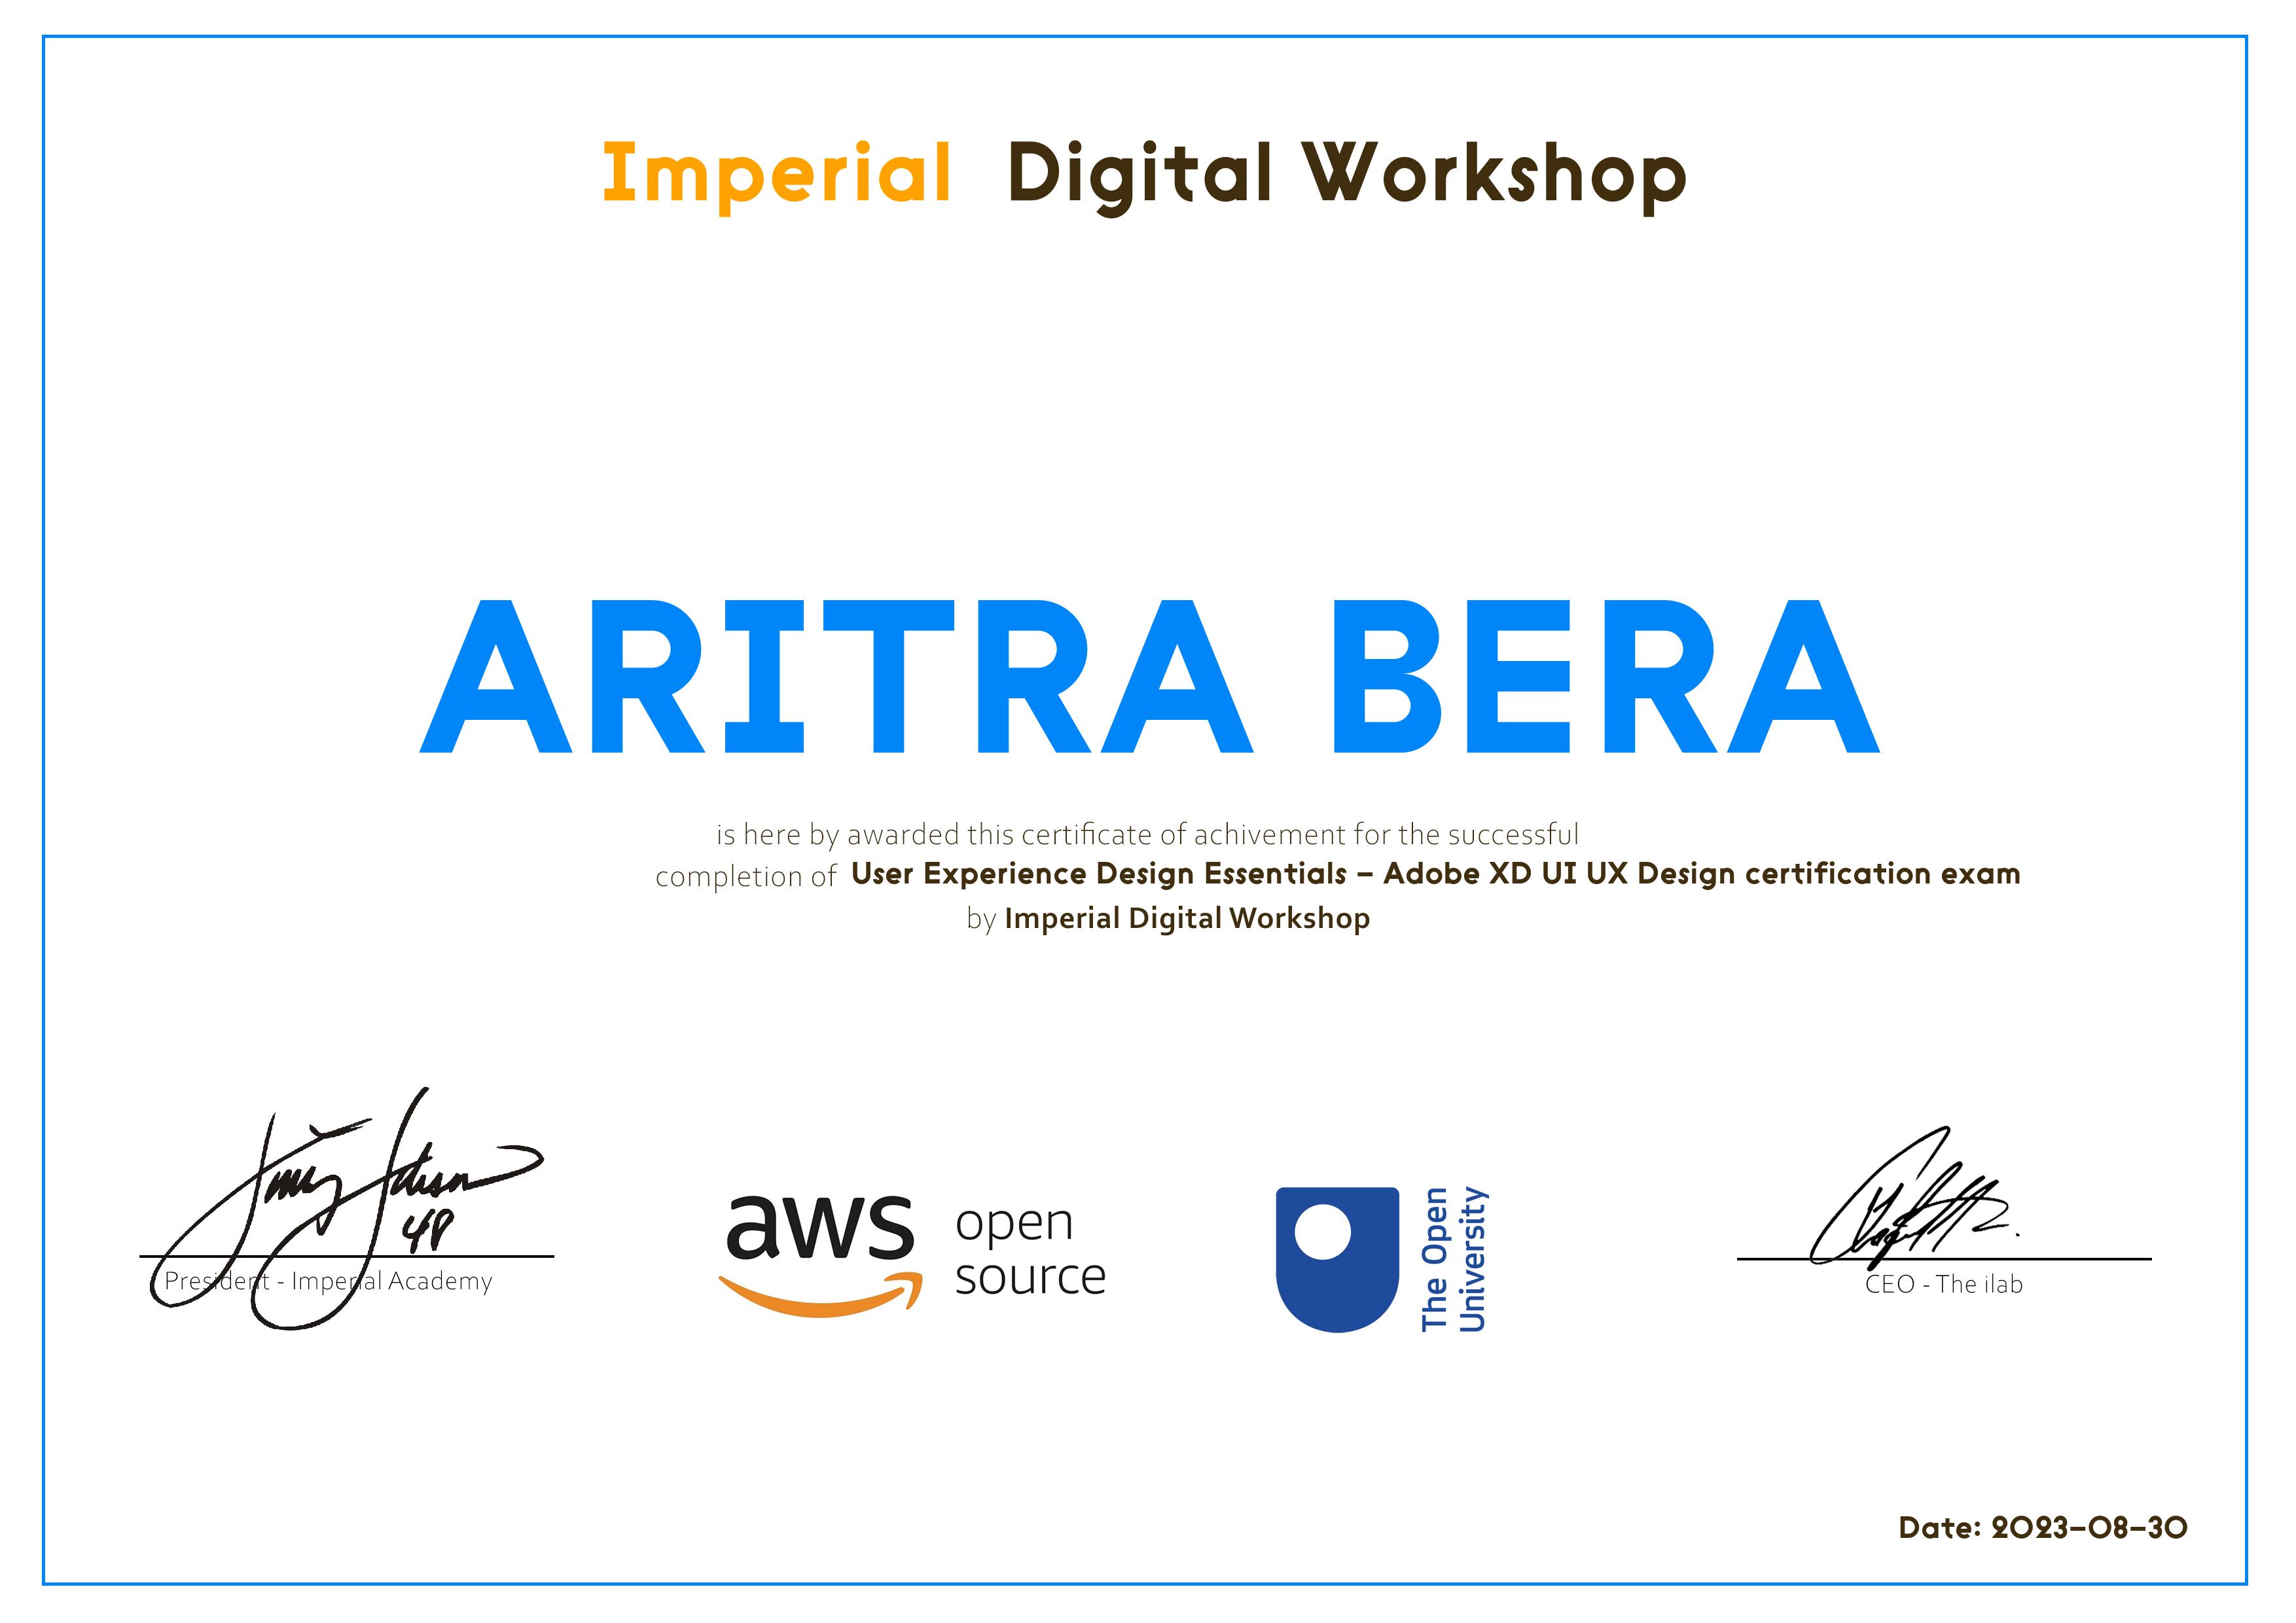 Imperial Digital Workshop
ARITRA BERA
is here by awarded this certificate of achivement for the successful
completion of User Experience Design Essentials - Adobe XD UI UX Design certification exam
by Imperial Digital Workshop
aws open
source
The Open
University
President - Imperial Academy
CEO - The ilab
Date: 2023-08-30